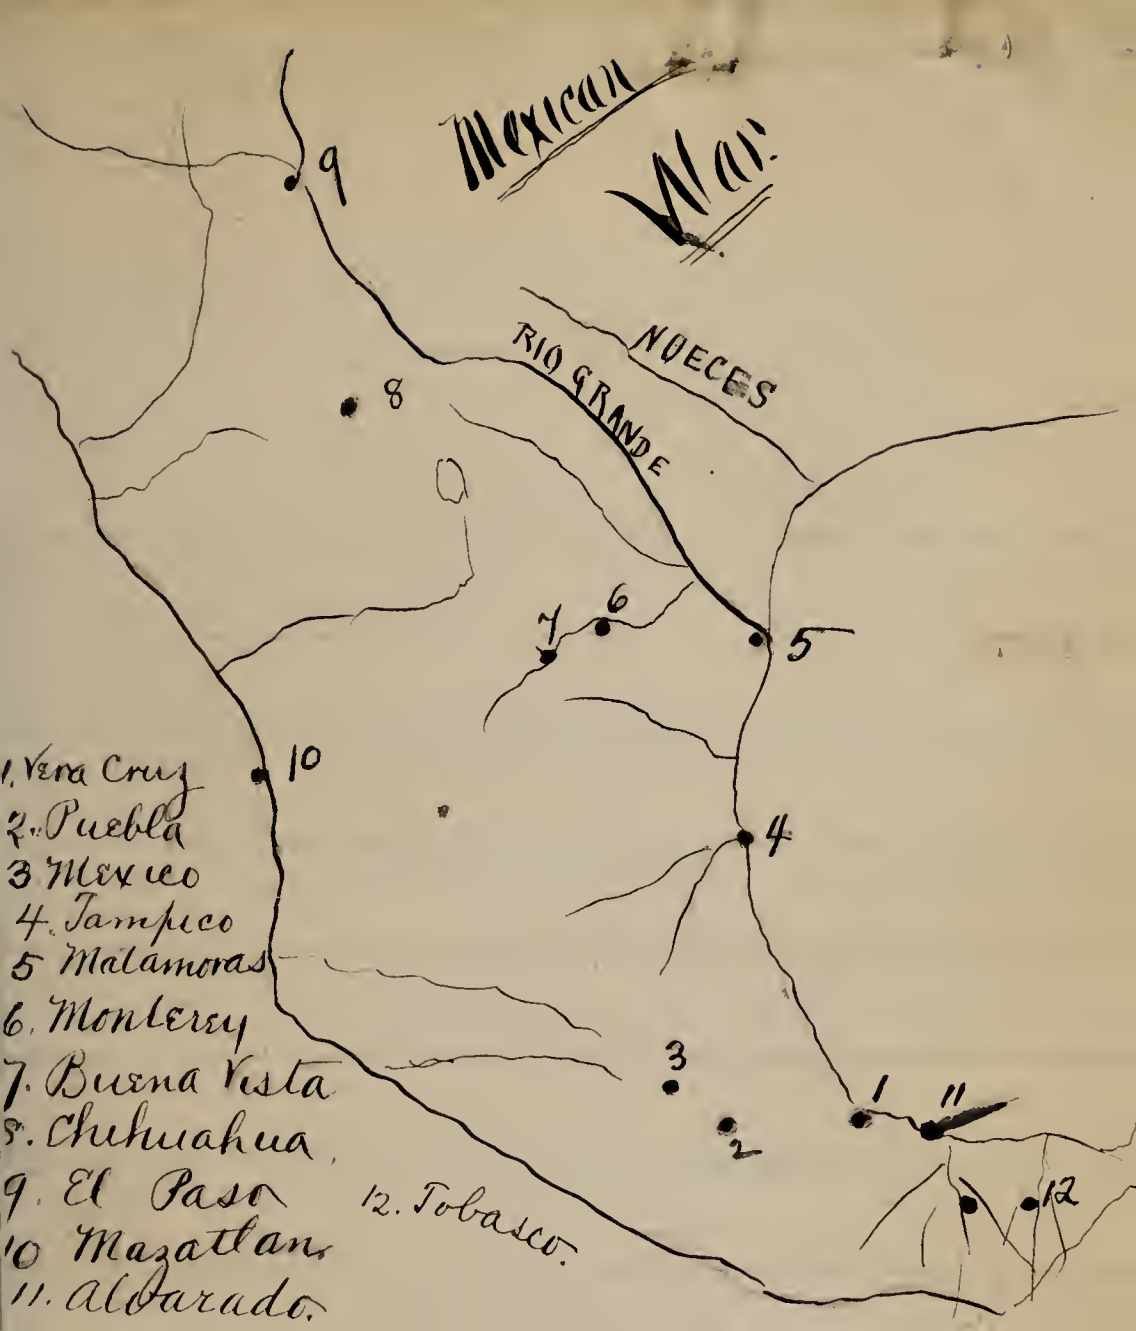 Mexican
War.
NUECES
RIO GRANDE
9
8
6
7
5
10
4
3
1
11
2
12
1. Vera Cruz
2. Puebla
3 Mexico
4. Tampico
5 Matamoras
6. Monterey
7. Buena Vista
8. Chihuahua
9. El Paso
10 Mazatlan
11. Alvarado.
12. Tobasco.